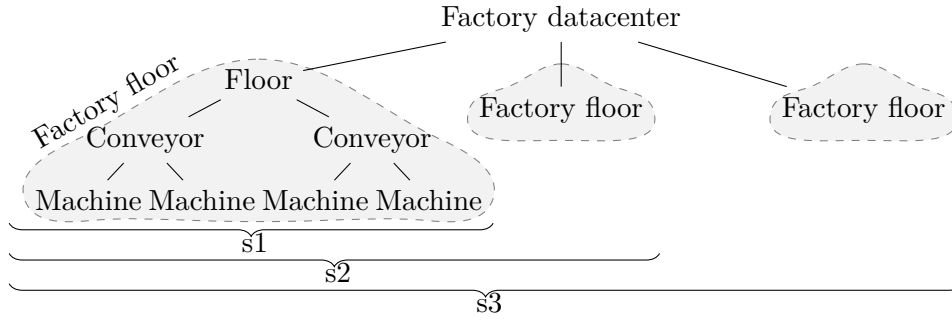 Factory datacenter
Factory floor
Floor
Factory floor
Factory floor
Conveyor
Conveyor
Machine
Machine
Machine
Machine
s1
s2
s3